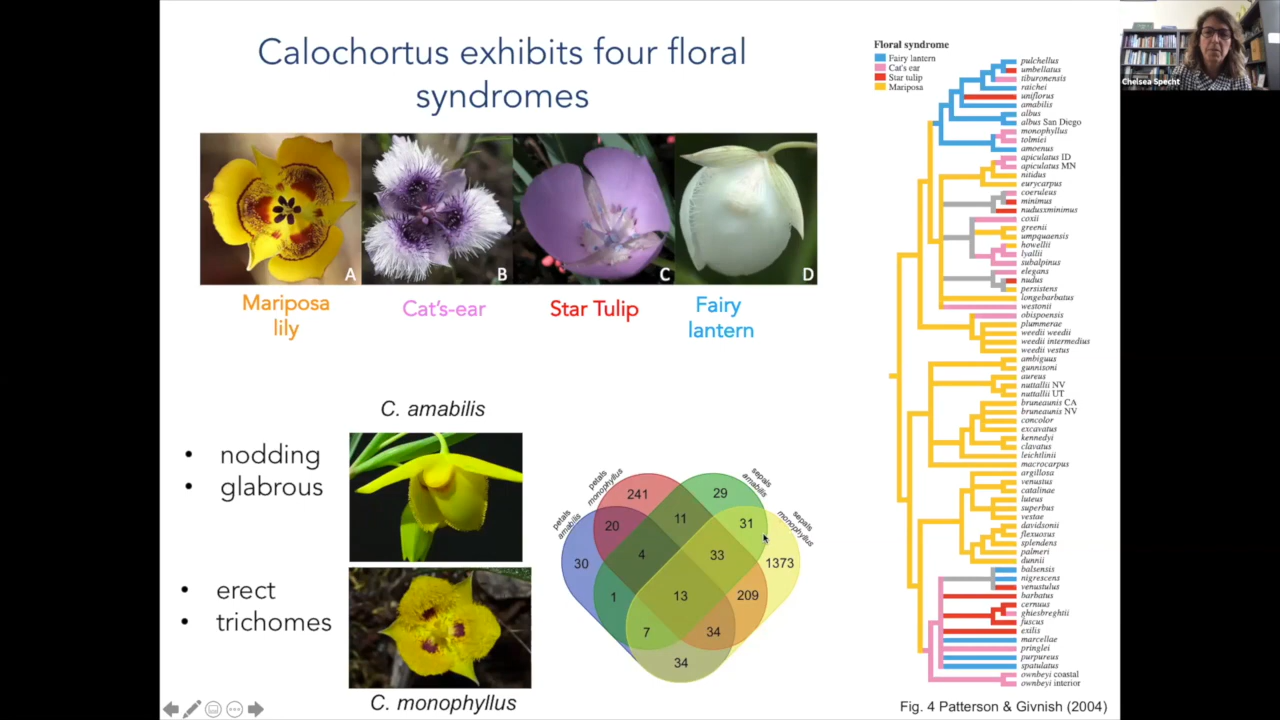 Calochortus exhibits four floral
syndromes
A
B
C
D
Mariposa
lily
Cat's-ear
Star Tulip
Fairy
lantern
C. amabilis
• nodding
• glabrous
• erect
• trichomes
C. monophyllus
petals
amabilis
petals
monophyllus
sepals
amabilis
sepals
monophyllus
241
29
20
11
31
30
4
33
1373
1
13
209
7
34
34
Floral syndrome
Fairy lantern
Cat's ear
Star tulip
Mariposa
pulchellus
umbellatus
tiburonensis
raichei
uniflorus
amabilis
albus
albus San Diego
monophyllus
tolmiei
amoenus
apiculatus ID
apiculatus MN
nitidus
eurycarpus
coeruleus
minimus
nudusxminimus
coxii
greenii
umpquaensis
howellii
lyallii
subalpinus
elegans
nudus
persistens
longebarbatus
westonii
obispoensis
plummerae
weedii weedii
weedii intermedius
weedii vestus
ambiguus
gunnisoni
aureus
nuttallii NV
nuttallii UT
bruneaunis CA
bruneaunis NV
concolor
excavatus
kennedyi
clavatus
leichtlinii
macrocarpus
argillosa
venustus
catalinae
luteus
superbus
vestae
davidsonii
flexuosus
splendens
palmeri
dunnii
balsensis
nigrescens
venustulus
barbatus
cernuus
ghiesbreghtii
fuscus
exilis
marcellae
pringlei
purpureus
spatulatus
ownbeyi coastal
ownbeyi interior
Fig. 4 Patterson & Givnish (2004)
Chelsea Specht